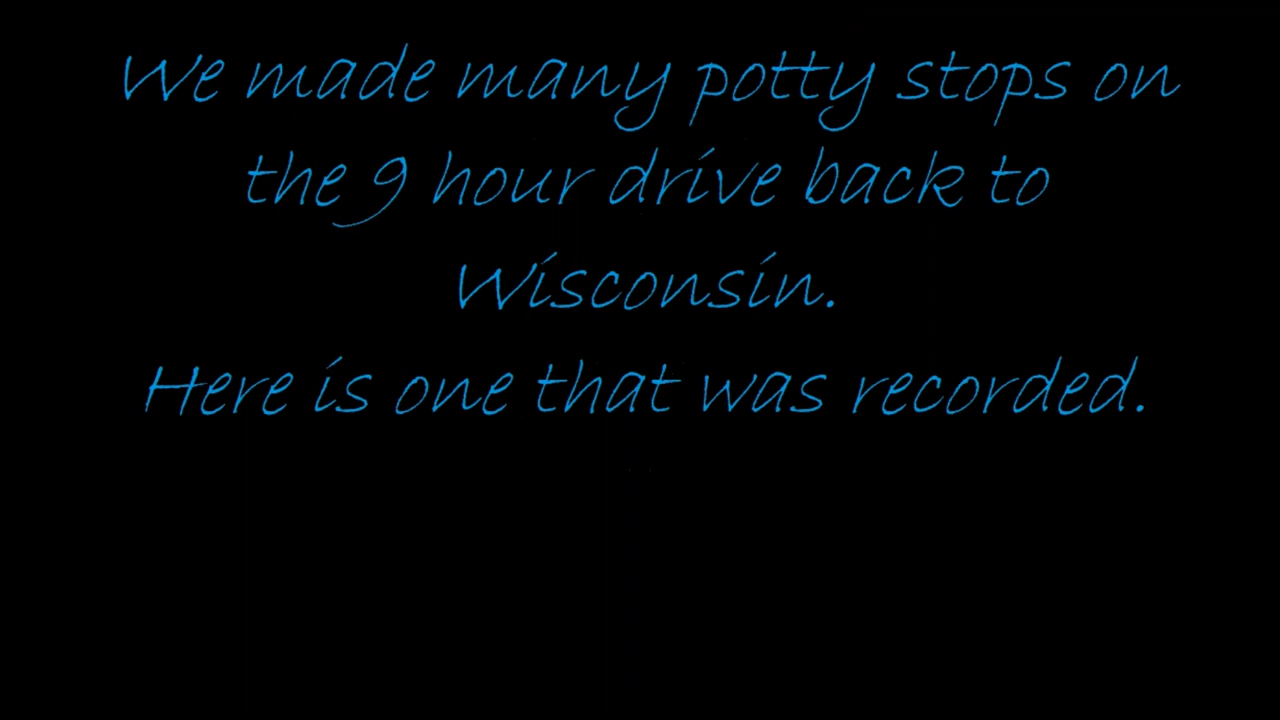 We made many potty stops on
the 9 hour drive back to
Wisconsin.
Here is one that was recorded.